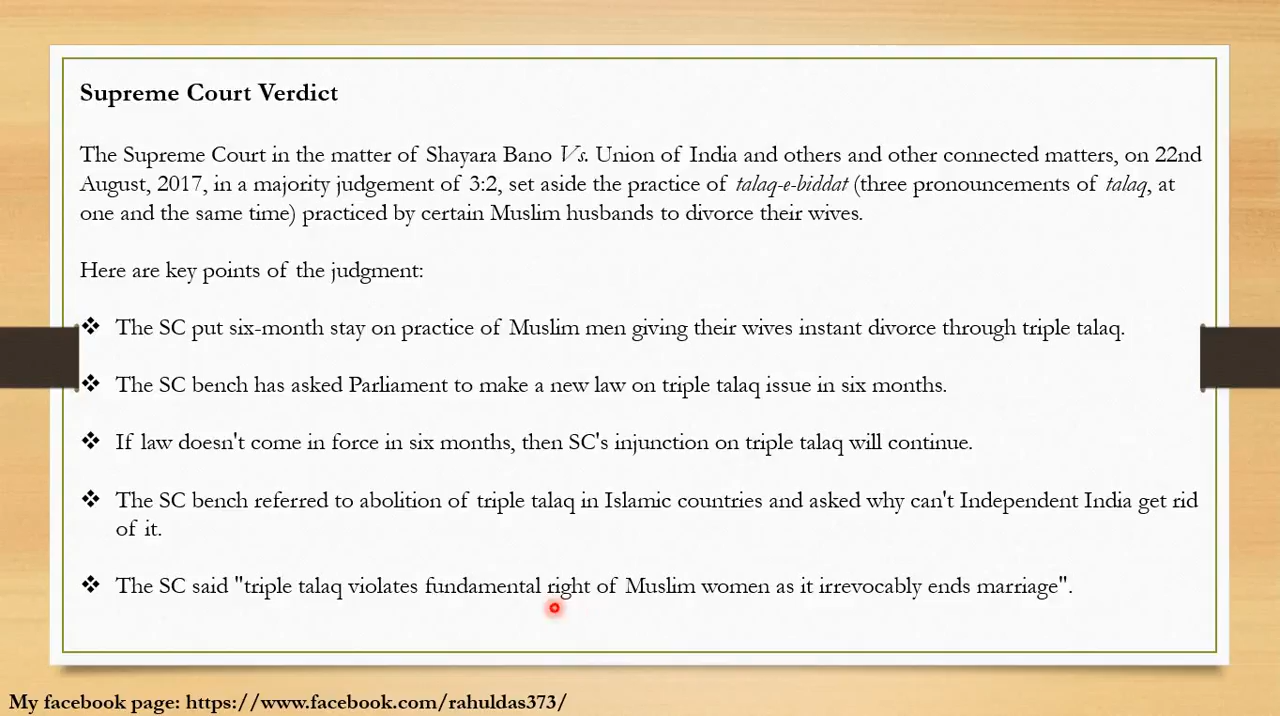 Supreme Court Verdict
The Supreme Court in the matter of Shayara Bano Vs. Union of India and others and other connected matters, on 22nd
August, 2017, in a majority judgement of 3:2, set aside the practice of talaq-e-biddat (three pronouncements of talaq, at
one and the same time) practiced by certain Muslim husbands to divorce their wives.
Here are key points of the judgment:
❖ The SC put six-month stay on practice of Muslim men giving their wives instant divorce through triple talaq.
❖ The SC bench has asked Parliament to make a new law on triple talaq issue in six months.
❖ If law doesn't come in force in six months, then SC's injunction on triple talaq will continue.
❖ The SC bench referred to abolition of triple talaq in Islamic countries and asked why can't Independent India get rid
of it.
❖ The SC said "triple talaq violates fundamental right of Muslim women as it irrevocably ends marriage".
My facebook page: https://www.facebook.com/rahuldas373/